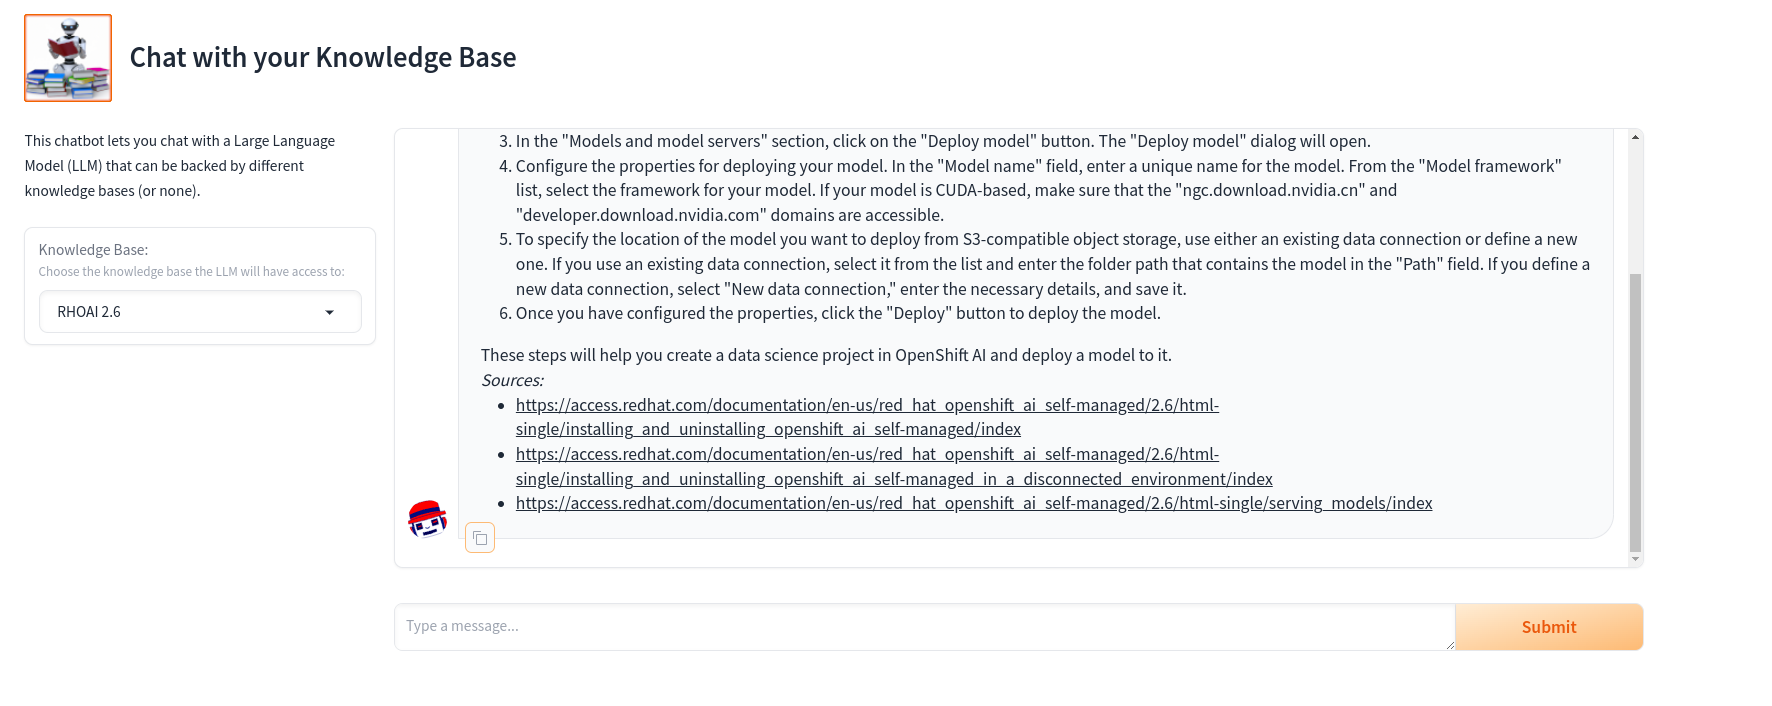 Chat with your Knowledge Base
This chatbot lets you chat with a Large Language
Model (LLM) that can be backed by different
knowledge bases (or none).
Knowledge Base:
Choose the knowledge base the LLM will have access to:
RHOAI 2.6
3. In the "Models and model servers" section, click on the "Deploy model" button. The "Deploy model" dialog will open.
4. Configure the properties for deploying your model. In the "Model name" field, enter a unique name for the model. From the "Model framework"
list, select the framework for your model. If your model is CUDA-based, make sure that the "ngc.download.nvidia.cn" and
"developer.download.nvidia.com" domains are accessible.
5. To specify the location of the model you want to deploy from S3-compatible object storage, use either an existing data connection or define a new
one. If you use an existing data connection, select it from the list and enter the folder path that contains the model in the "Path" field. If you define a
new data connection, select "New data connection," enter the necessary details, and save it.
6. Once you have configured the properties, click the "Deploy" button to deploy the model.
These steps will help you create a data science project in OpenShift AI and deploy a model to it.
Sources:
• https://access.redhat.com/documentation/en-us/red_hat_openshift_ai_self-managed/2.6/html-
single/installing_and_uninstalling_openshift_ai_self-managed/index
• https://access.redhat.com/documentation/en-us/red_hat_openshift_ai_self-managed/2.6/html-
single/installing_and_uninstalling_openshift_ai_self-managed_in_a_disconnected_environment/index
• https://access.redhat.com/documentation/en-us/red_hat_openshift_ai_self-managed/2.6/html-single/serving_models/index
Type a message...
Submit